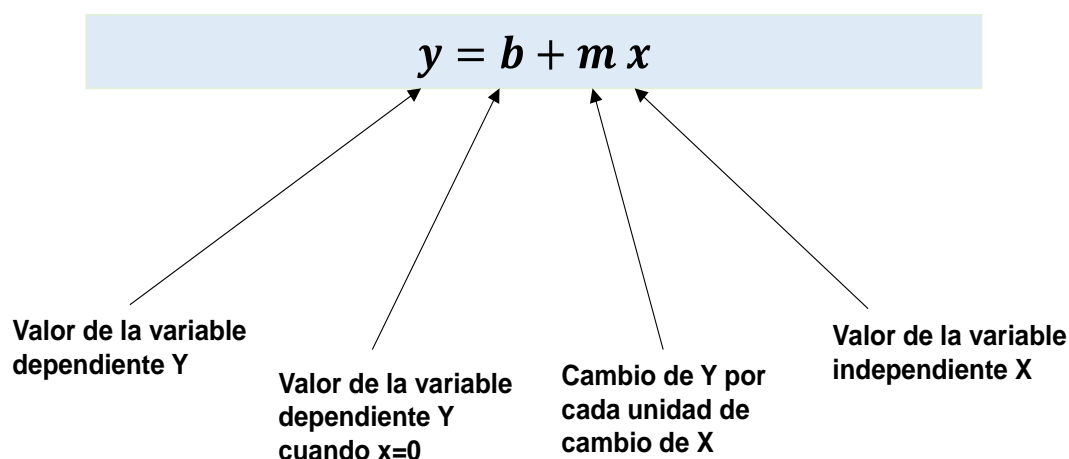 y = b + m x
Valor de la variable
dependiente Y
Valor de la variable
dependiente Y
cuando x=0
Cambio de Y por
cada unidad de
cambio de X
Valor de la variable
independiente X